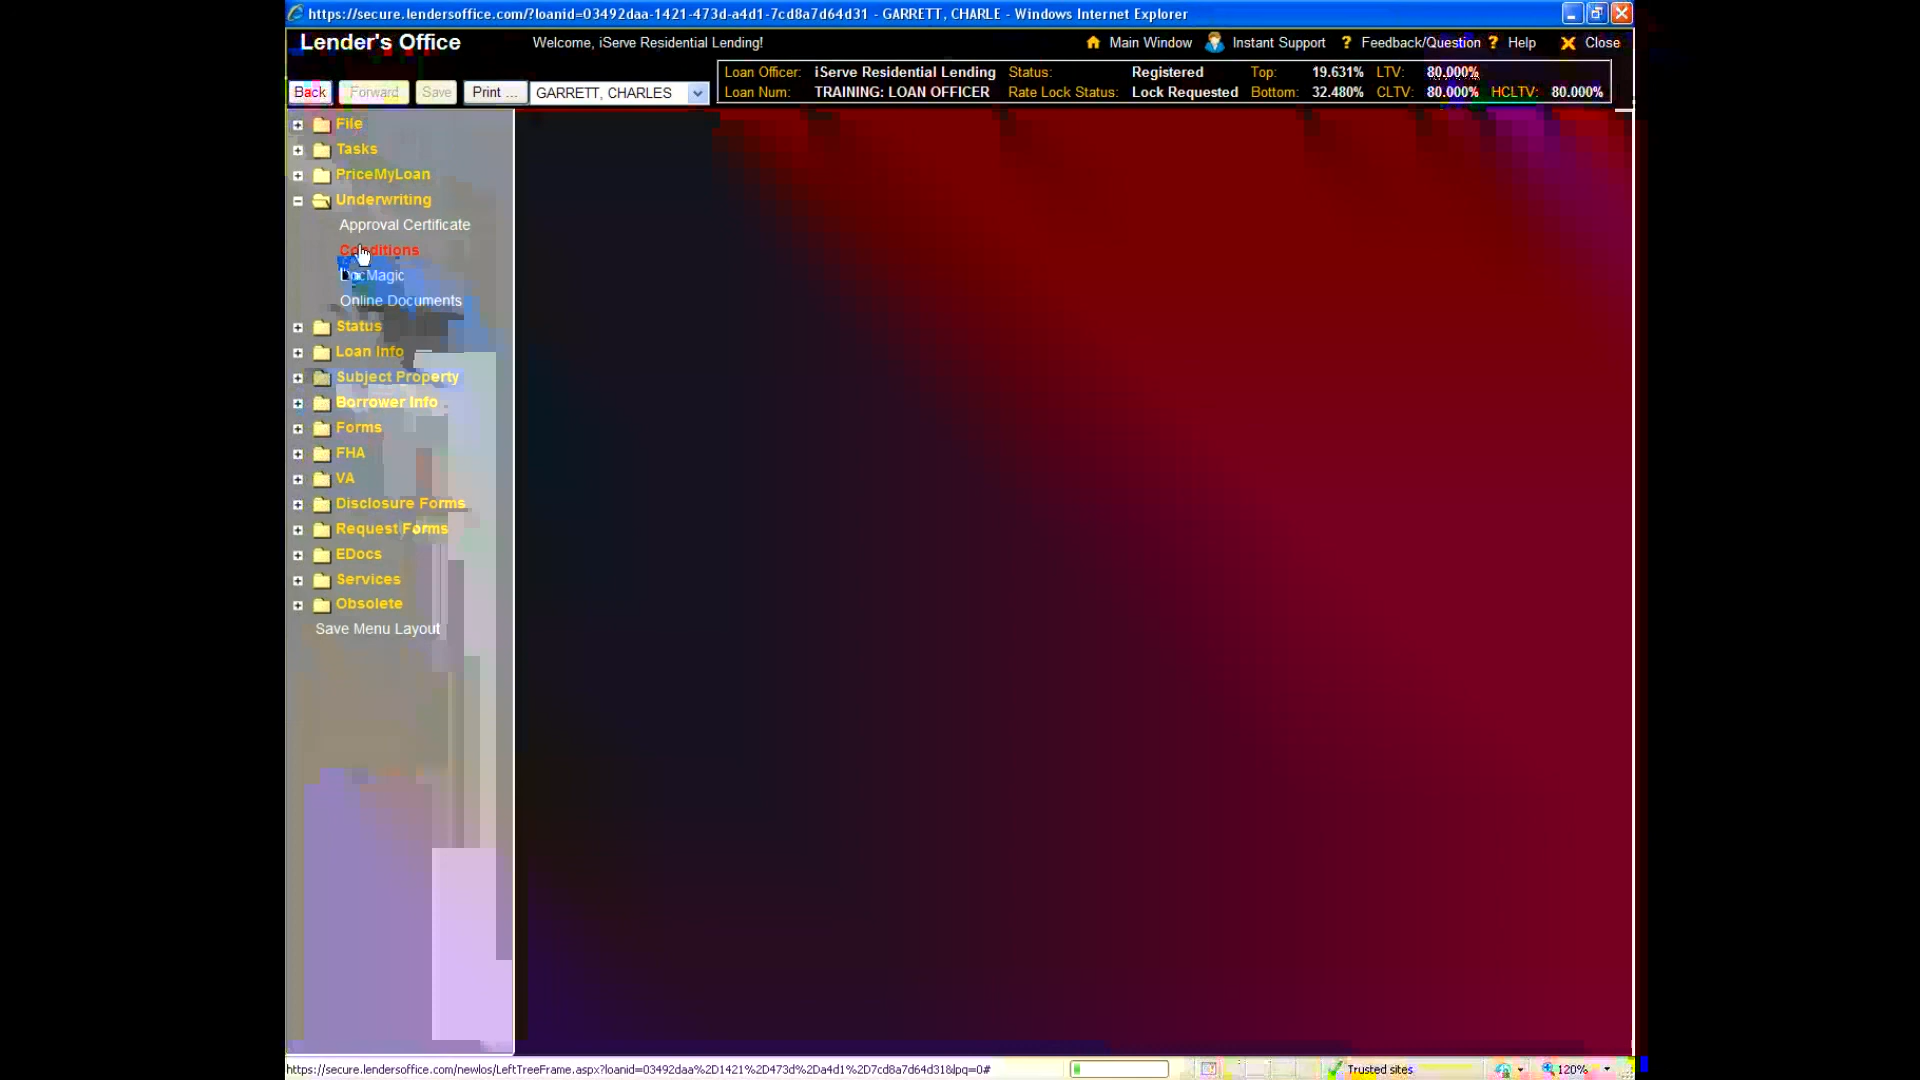 https://secure.lendersoffice.com/?loanid=03492daa-1421-473d-a4d1-7cd8a7d64d31 - GARRETT, CHARLE - Windows Internet Explorer
Lender's Office Welcome, iServe Residential Lending! Main Window Instant Support ? Feedback/Question ? Help Close
Loan Officer: iServe Residential Lending Status: Registered Top: 19.631% LTV: 80.000%
Back Forward Save Print ... GARRETT, CHARLES Loan Num: TRAINING: LOAN OFFICER Rate Lock Status: Lock Requested Bottom: 32.480% CLTV: 80.000% HCLTV: 80.000%
File
Tasks
PriceMyLoan
Underwriting
Approval Certificate
Conditions
DocMagic
Online Documents
Status
Loan Info
Subject Property
Borrower Info
Forms
FHA
VA
Disclosure Forms
Request Forms
EDocs
Services
Obsolete
Save Menu Layout
https://secure.lendersoffice.com/newlos/LeftTreeFrame.aspx?loanid=03492daa%2D1421%2D473d%2Da4d1%2D7cd8a7d64d31&lpq=0# Trusted sites 120%